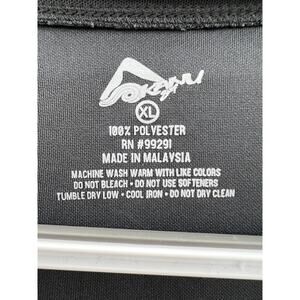 XL
100% POLYESTER
RN #99291
MADE IN MALAYSIA
MACHINE WASH WARM WITH LIKE COLORS
DO NOT BLEACH • DO NOT USE SOFTENERS
TUMBLE DRY LOW • COOL IRON • DO NOT DRY CLEAN